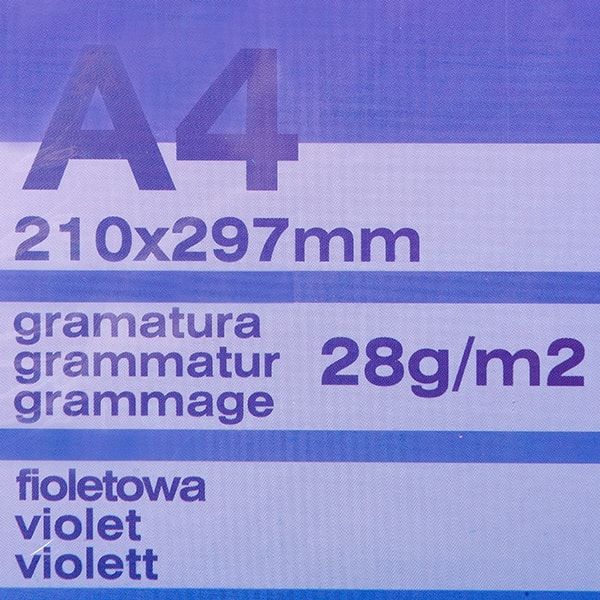 A4
210x297mm
gramatura
grammatur
grammage
28g/m2
fioletowa
violet
violett